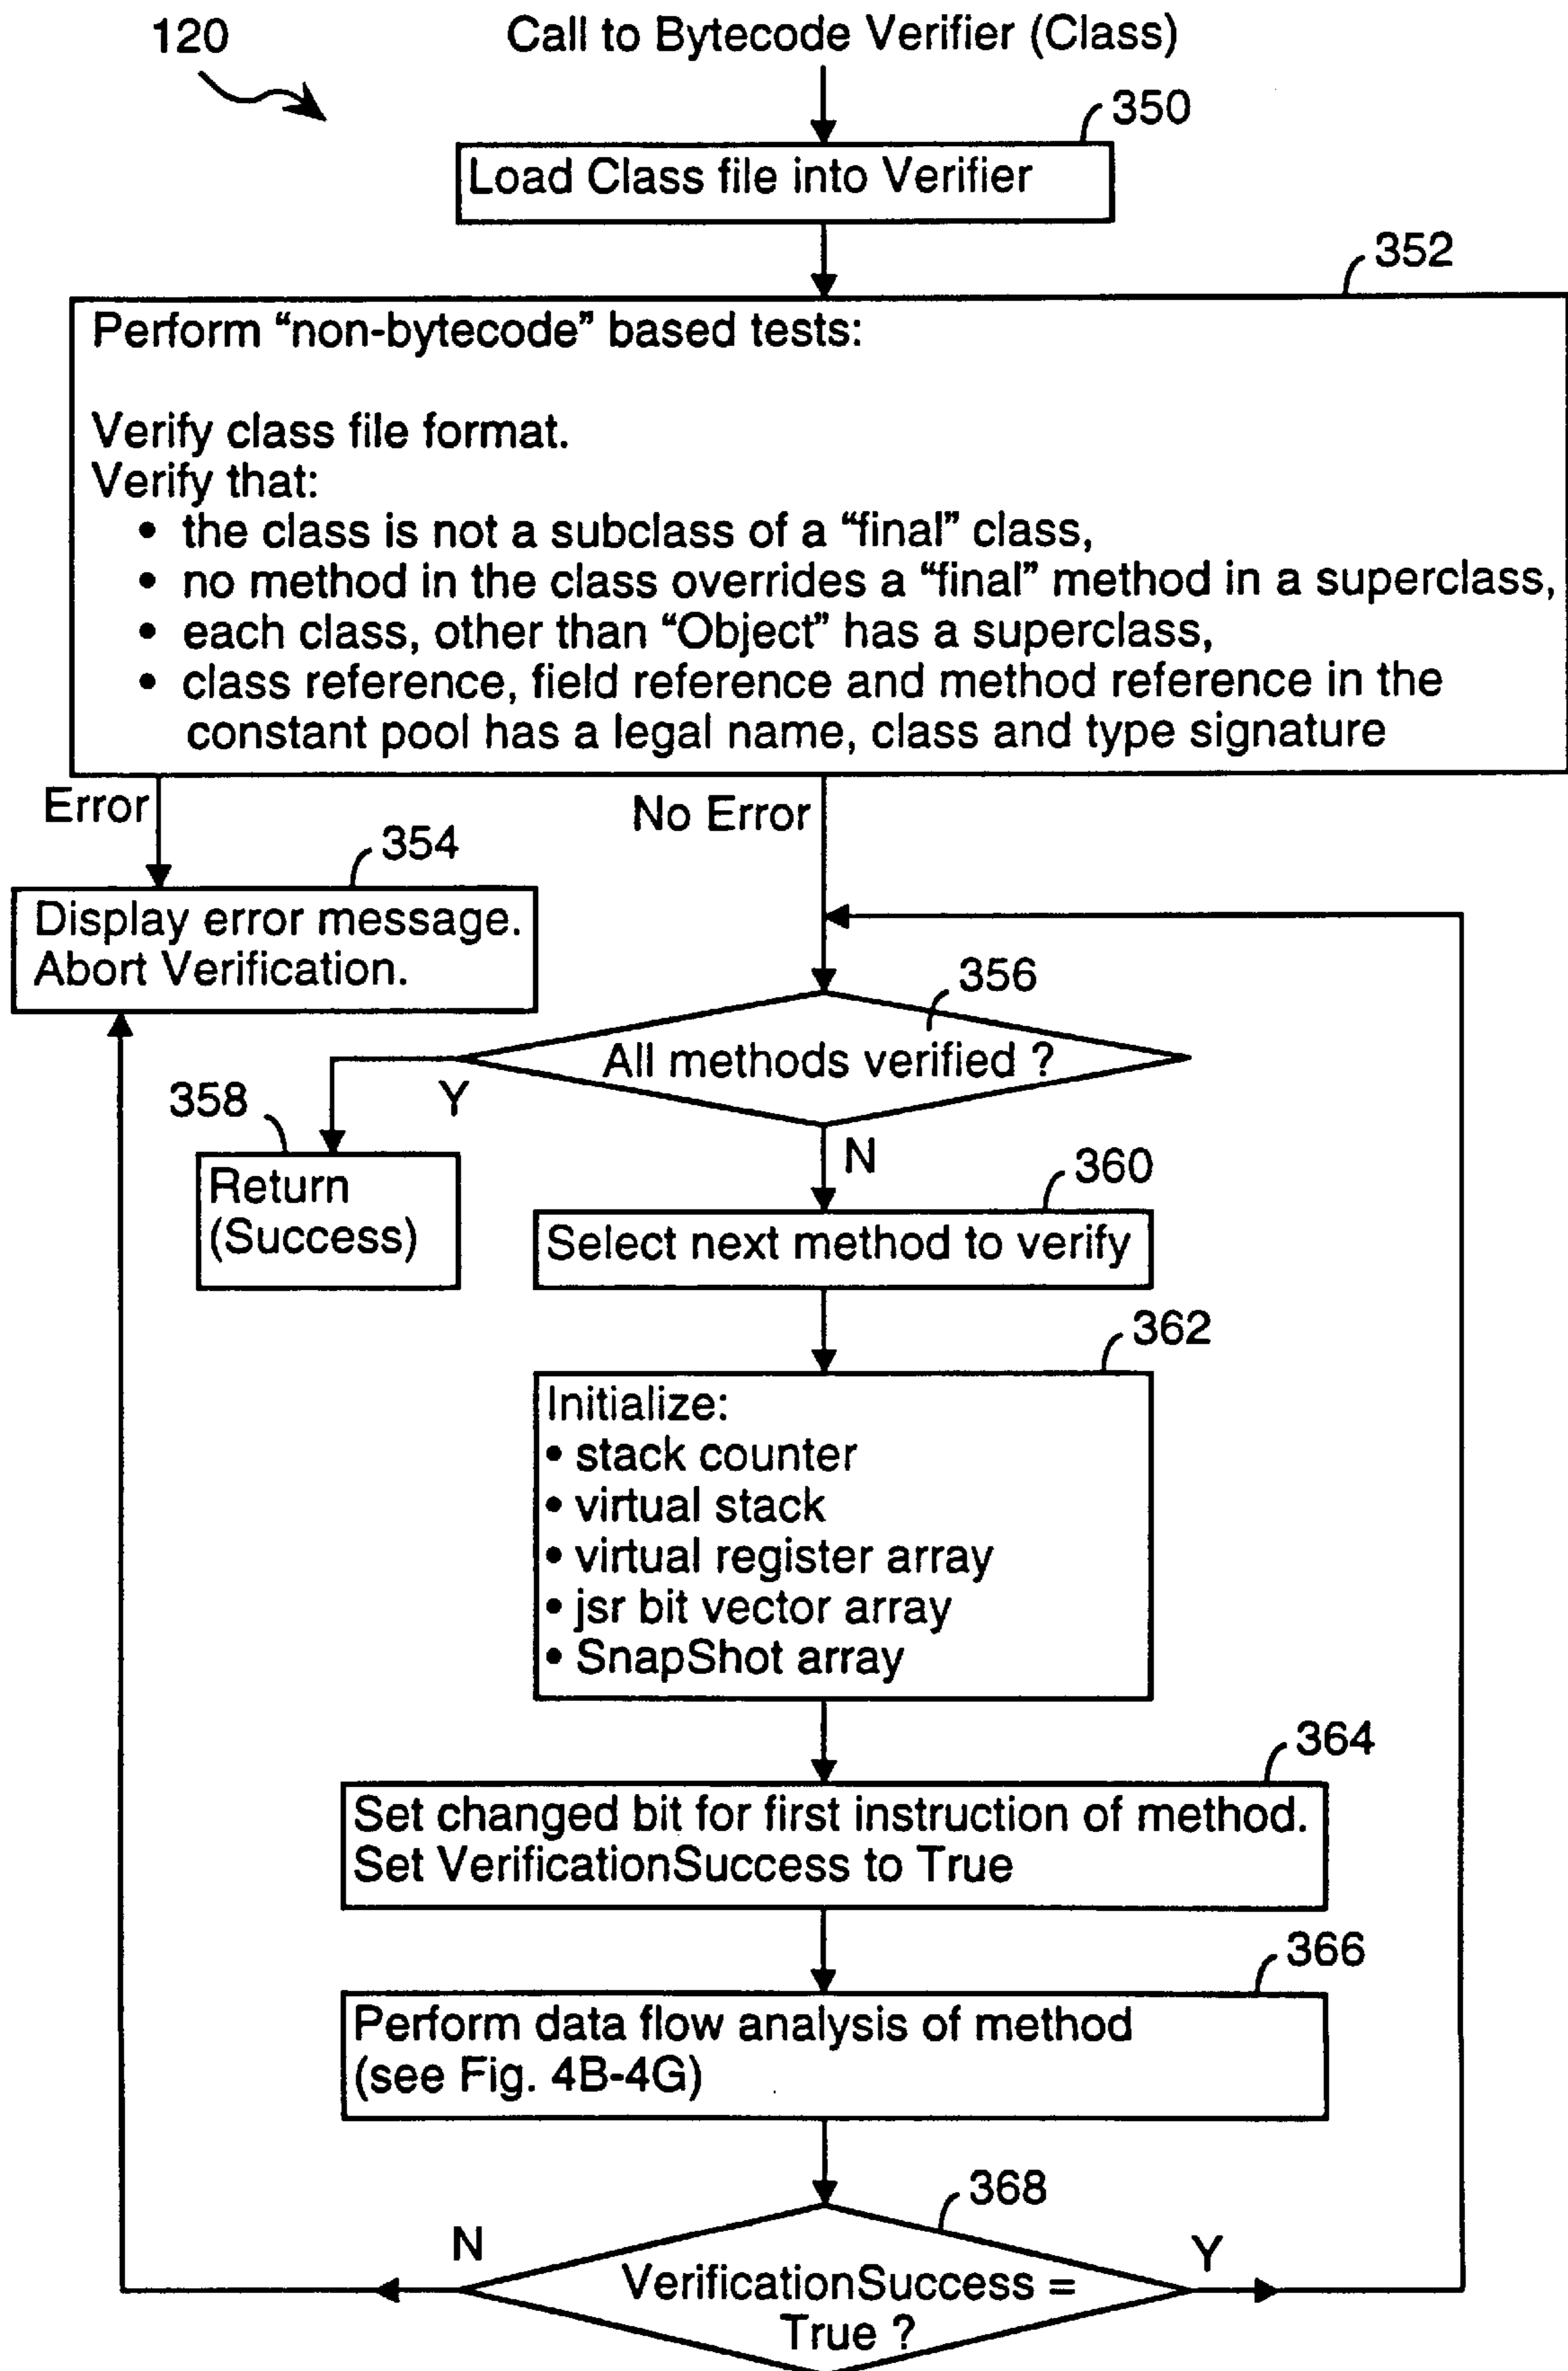 120
Call to Bytecode Verifier (Class)
350
Load Class file into Verifier
352
Perform “non-bytecode” based tests:
Verify class file format.
Verify that:
• the class is not a subclass of a “final” class,
• no method in the class overrides a “final” method in a superclass,
• each class, other than “Object” has a superclass,
• class reference, field reference and method reference in the
constant pool has a legal name, class and type signature
Error
No Error
354
Display error message.
Abort Verification.
356
All methods verified ?
Y
358
Return
(Success)
N
360
Select next method to verify
362
Initialize:
• stack counter
• virtual stack
• virtual register array
• jsr bit vector array
• SnapShot array
364
Set changed bit for first instruction of method.
Set VerificationSuccess to True
366
Perform data flow analysis of method
(see Fig. 4B-4G)
368
N
Y
VerificationSuccess =
True ?